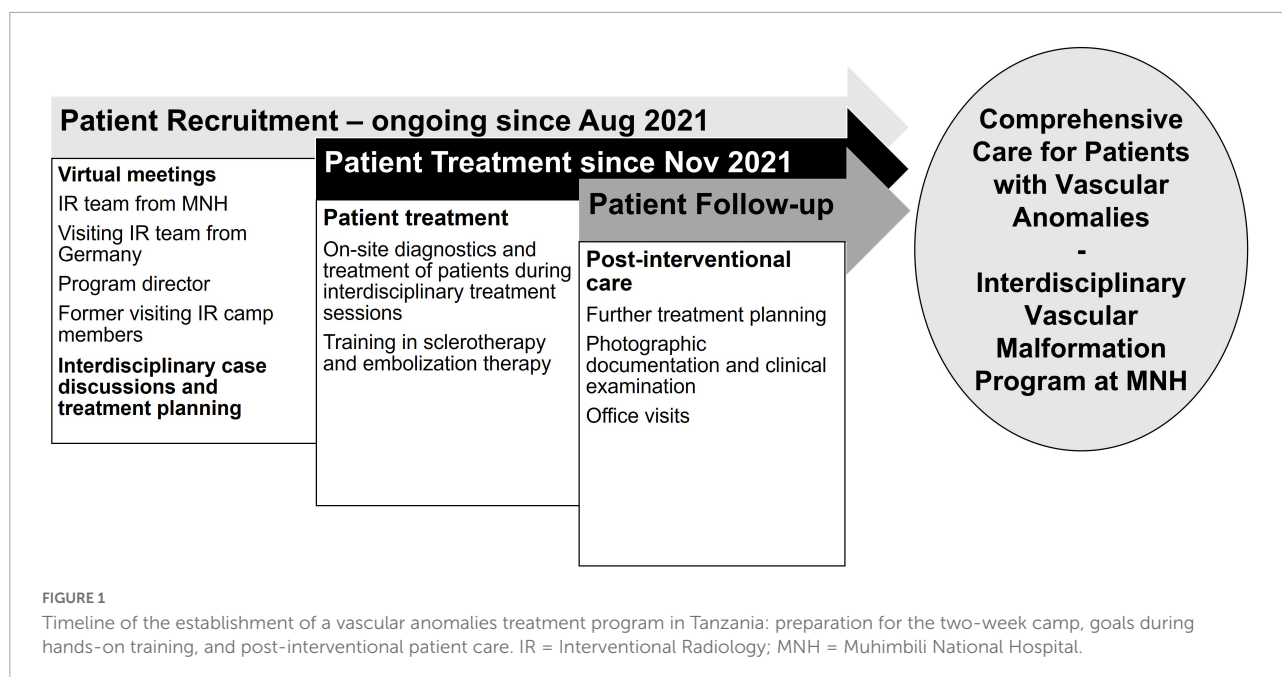 Patient Recruitment – ongoing since Aug 2021
Virtual meetings
IR team from MNH
Visiting IR team from
Germany
Program director
Former visiting IR camp
members
Interdisciplinary case
discussions and
treatment planning
Patient Treatment since Nov 2021
Patient treatment
On-site diagnostics and
treatment of patients during
interdisciplinary treatment
sessions
Training in sclerotherapy
and embolization therapy
Patient Follow-up
Post-interventional
care
Further treatment planning
Photographic
documentation and clinical
examination
Office visits
Comprehensive
Care for Patients
with Vascular
Anomalies
-
Interdisciplinary
Vascular
Malformation
Program at MNH
FIGURE 1
Timeline of the establishment of a vascular anomalies treatment program in Tanzania: preparation for the two-week camp, goals during
hands-on training, and post-interventional patient care. IR = Interventional Radiology; MNH = Muhimbili National Hospital.